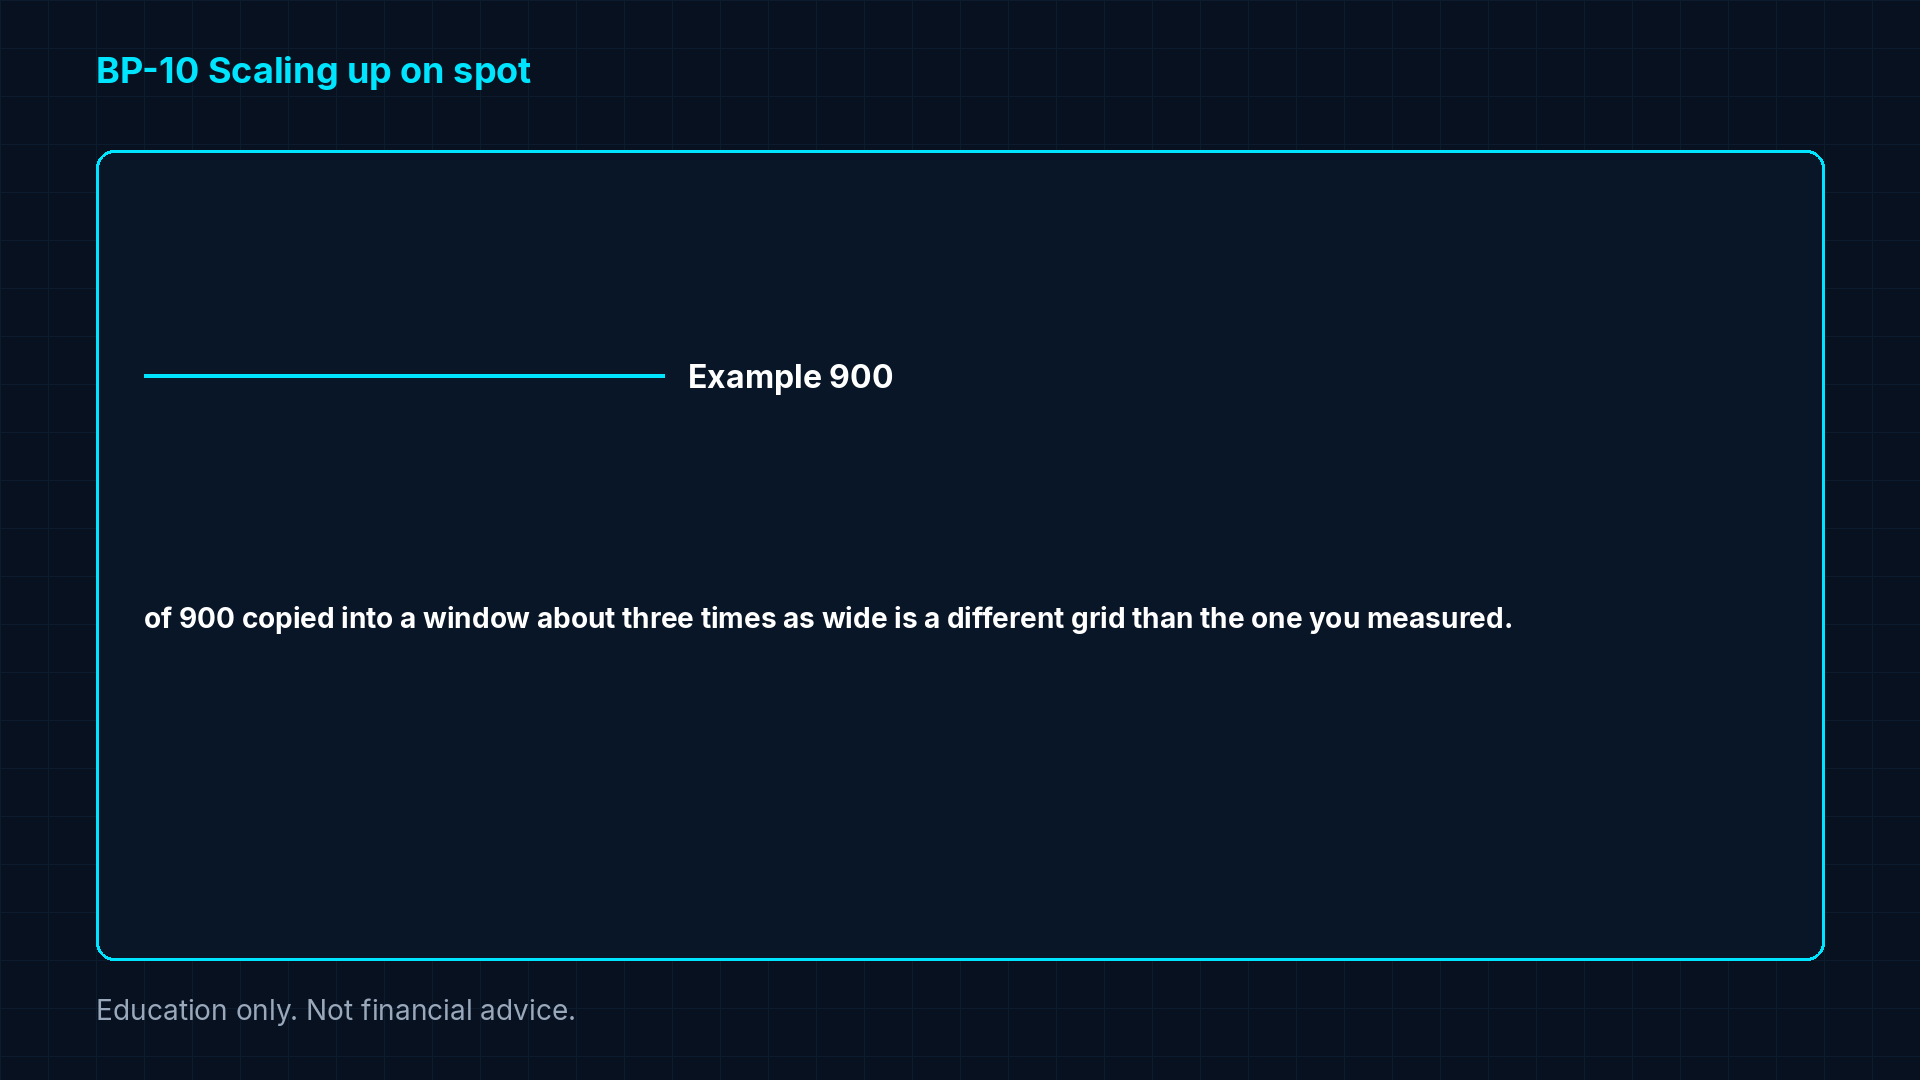 BP-10 Scaling up on spot
Example 900
of 900 copied into a window about three times as wide is a different grid than the one you measured.
Education only. Not financial advice.